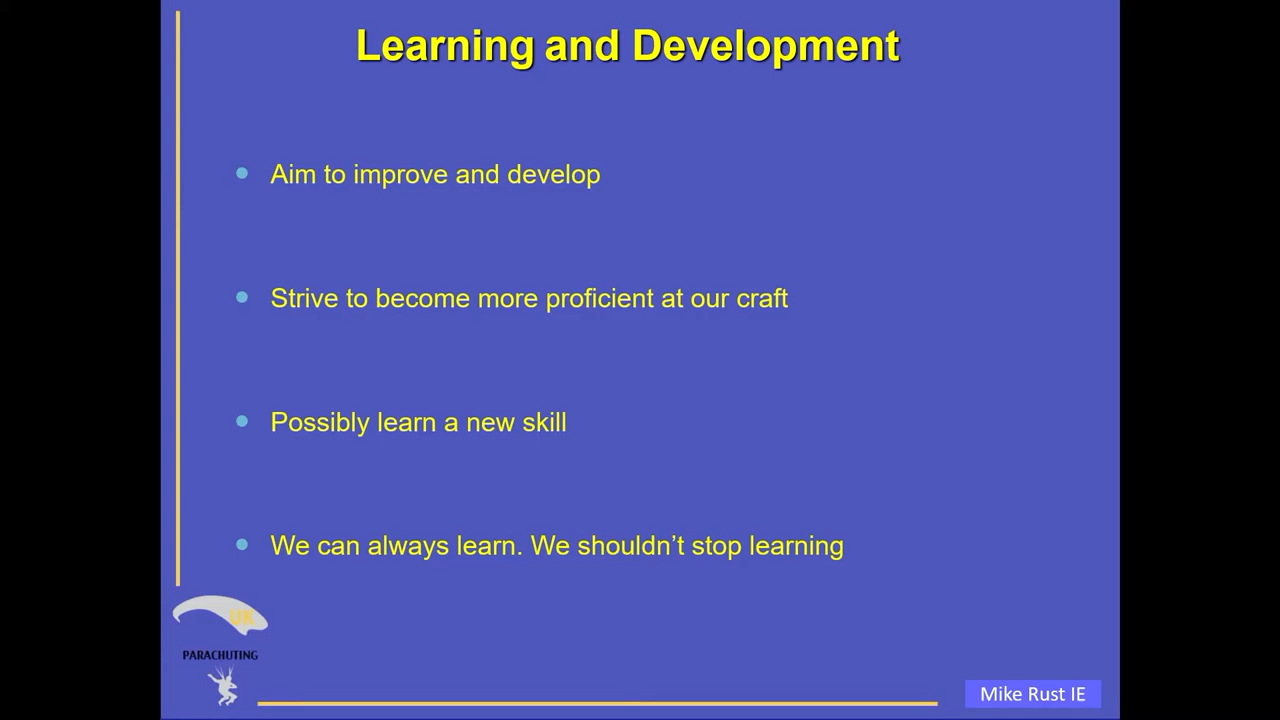 Learning and Development
Aim to improve and develop
Strive to become more proficient at our craft
Possibly learn a new skill
We can always learn. We shouldn’t stop learning
UK
PARACHUTING
Mike Rust IE